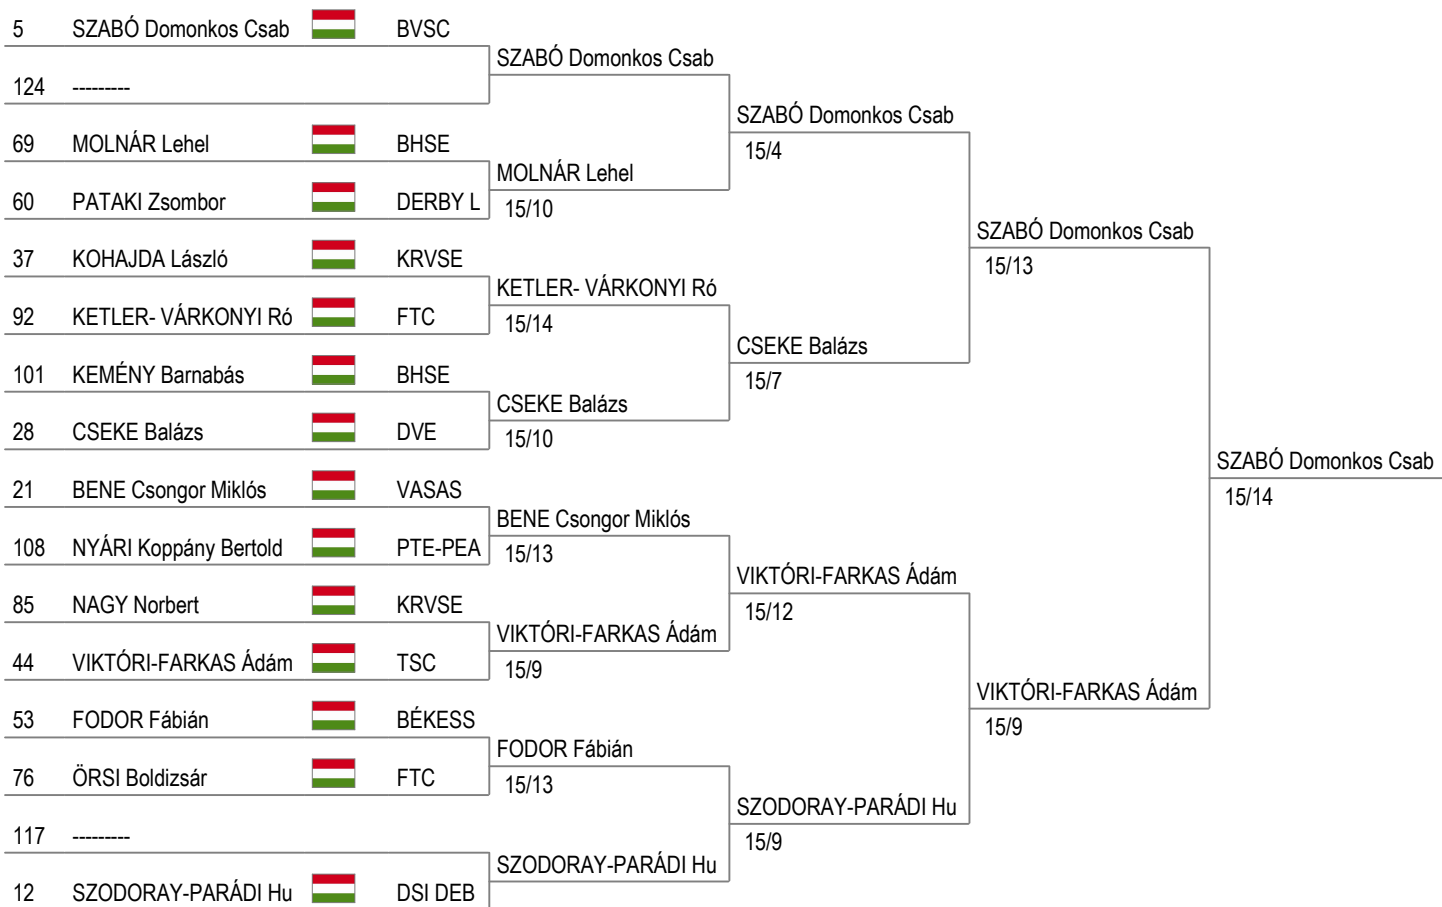 5 SZABÓ Domonkos Csab BVSC
SZABÓ Domonkos Csab
124 ---------
SZABÓ Domonkos Csab
15/4
69 MOLNÁR Lehel BHSE
MOLNÁR Lehel
15/10
60 PATAKI Zsombor DERBY L
SZABÓ Domonkos Csab
15/13
37 KOHAJDA László KRVSE
KETLER- VÁRKONYI Ró
15/14
92 KETLER- VÁRKONYI Ró FTC
CSEKE Balázs
15/7
101 KEMÉNY Barnabás BHSE
CSEKE Balázs
15/10
28 CSEKE Balázs DVE
SZABÓ Domonkos Csab
15/14
21 BENE Csongor Miklós VASAS
BENE Csongor Miklós
15/13
108 NYÁRI Koppány Bertold PTE-PEA
VIKTÓRI-FARKAS Ádám
15/12
85 NAGY Norbert KRVSE
VIKTÓRI-FARKAS Ádám
15/9
44 VIKTÓRI-FARKAS Ádám TSC
VIKTÓRI-FARKAS Ádám
15/9
53 FODOR Fábián BÉKESS
FODOR Fábián
15/13
76 ÖRSI Boldizsár FTC
SZODORAY-PARÁDI Hu
15/9
117 ---------
SZODORAY-PARÁDI Hu
12 SZODORAY-PARÁDI Hu DSI DEB